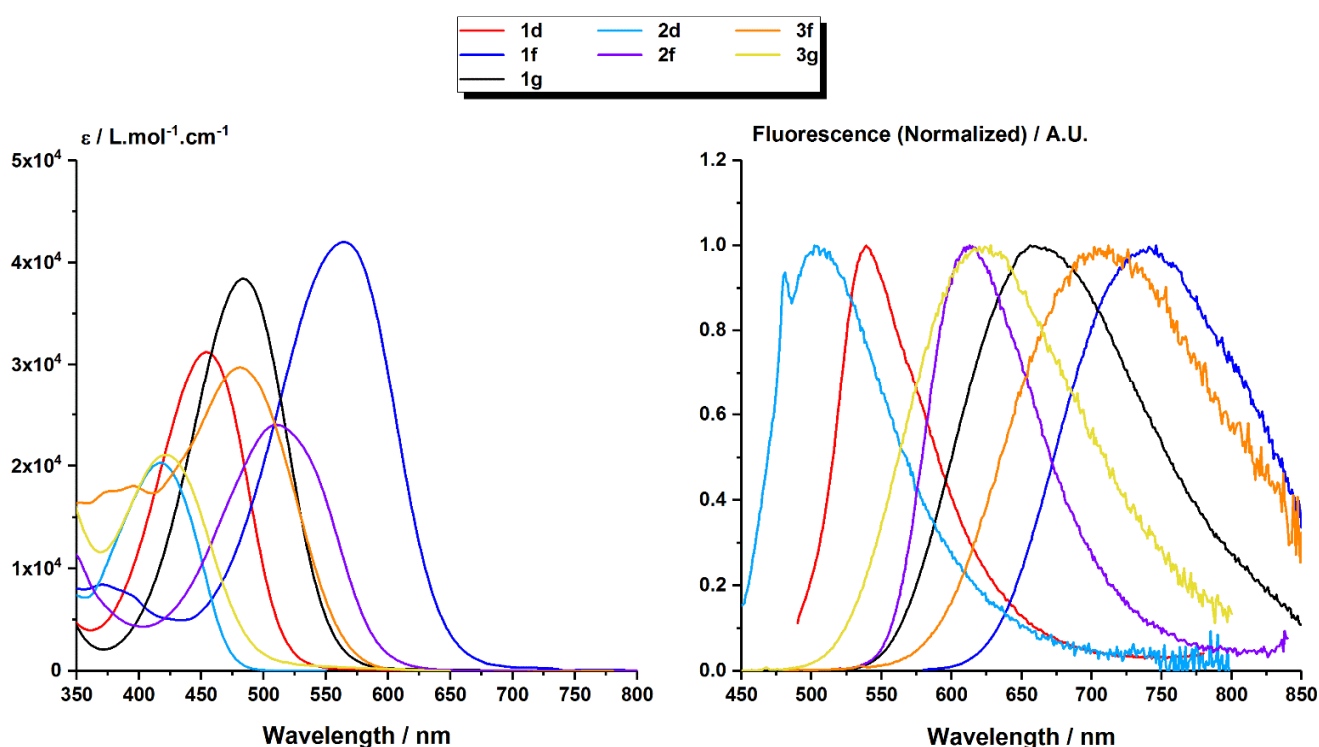 1d 2d 3f
1f 2f 3g
1g
ε / L.mol⁻¹.cm⁻¹
5x10⁴
4x10⁴
3x10⁴
2x10⁴
1x10⁴
0
350 400 450 500 550 600 650 700 750 800
Wavelength / nm
Fluorescence (Normalized) / A.U.
1.2
1.0
0.8
0.6
0.4
0.2
0.0
450 500 550 600 650 700 750 800 850
Wavelength / nm